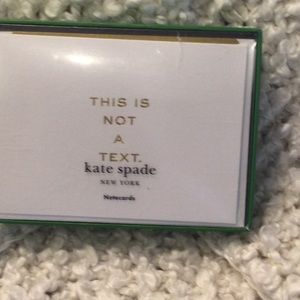 THIS IS
NOT
A
TEXT.
kate spade
NEW YORK
Notecards